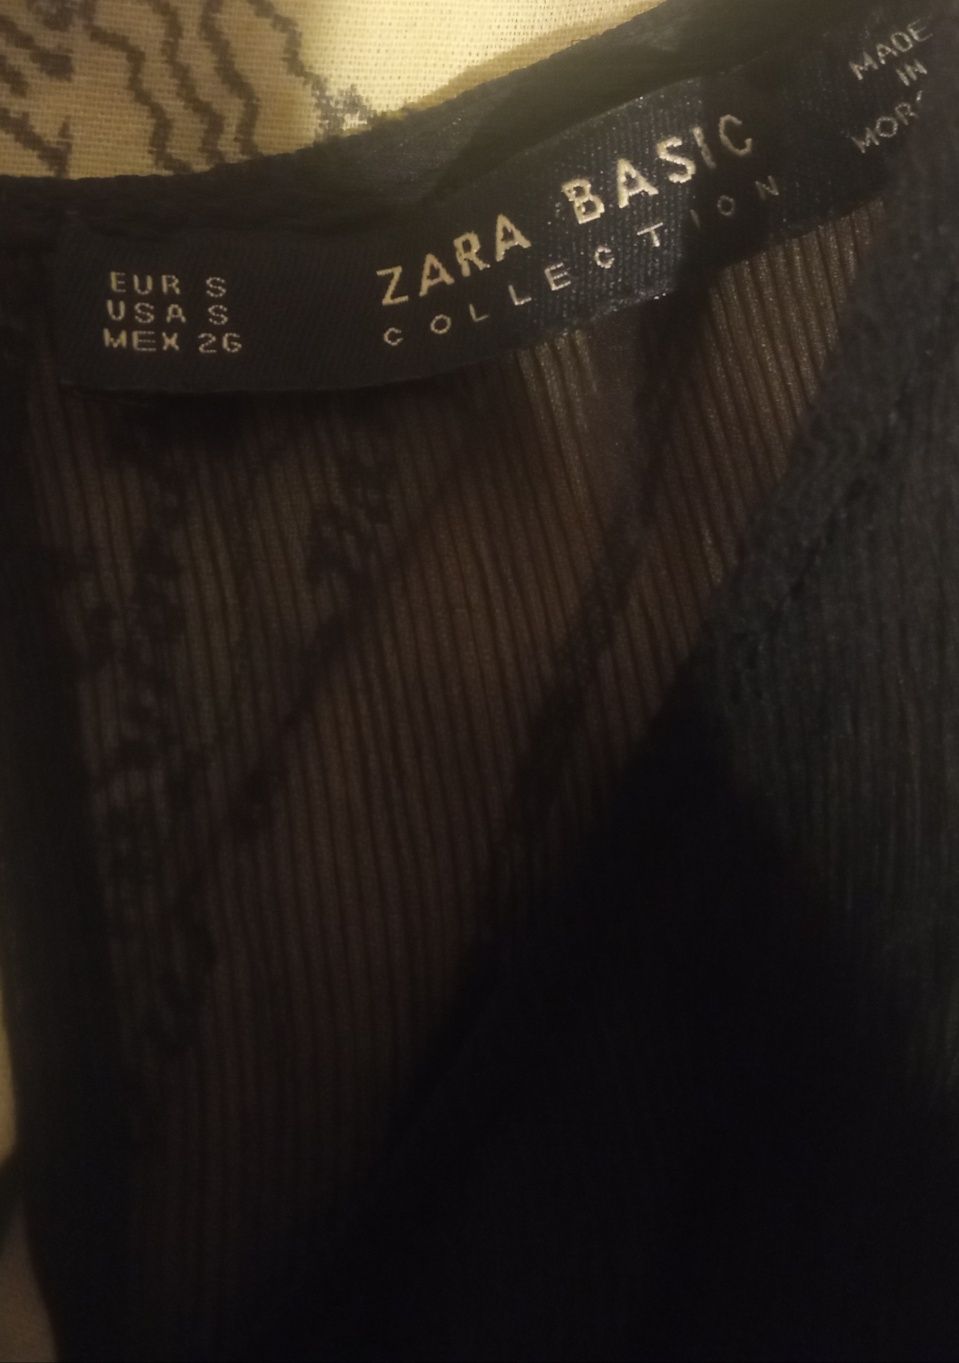 EUR S
USA S
MEX 26
ZARA BASIC
COLLECTION
MADE
IN